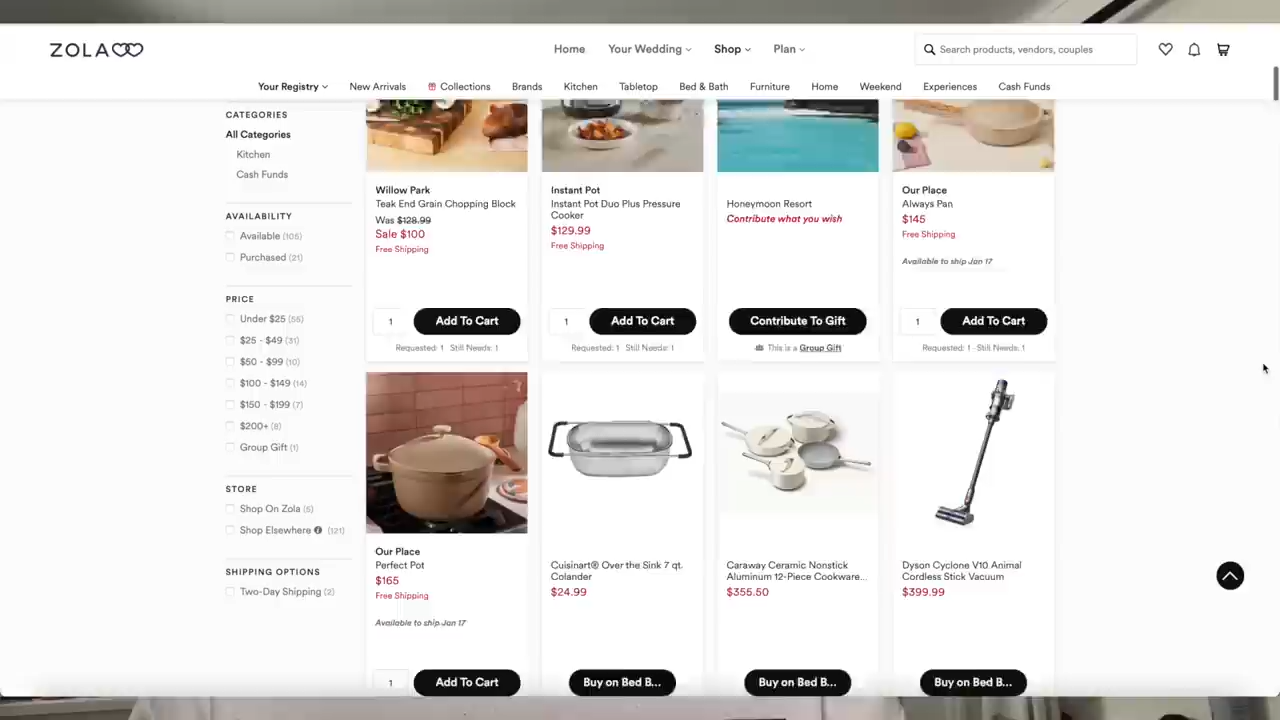 ZOLA
Home
Your Wedding
Shop
Plan
Search products, vendors, couples
Your Registry
New Arrivals
Collections
Brands
Kitchen
Tabletop
Bed & Bath
Furniture
Home
Weekend
Experiences
Cash Funds
CATEGORIES
All Categories
Kitchen
Cash Funds
AVAILABILITY
Available (105)
Purchased (21)
PRICE
Under $25 (56)
$25 - $49 (31)
$50 - $99 (10)
$100 - $149 (14)
$150 - $199 (7)
$200+ (8)
Group Gift (1)
STORE
Shop On Zola (5)
Shop Elsewhere (121)
SHIPPING OPTIONS
Two-Day Shipping (2)
Willow Park
Teak End Grain Chopping Block
Was $128.99
Sale $100
Free Shipping
1
Add To Cart
Requested: 1 Still Needs: 1
Instant Pot
Instant Pot Duo Plus Pressure
Cooker
$129.99
Free Shipping
1
Add To Cart
Requested: 1 Still Needs: 1
Honeymoon Resort
Contribute what you wish
Contribute To Gift
This is a Group Gift
Our Place
Always Pan
$145
Free Shipping
Available to ship Jan 17
1
Add To Cart
Requested: 1 Still Needs: 1
Our Place
Perfect Pot
$165
Free Shipping
Available to ship Jan 17
1
Add To Cart
Cuisinart® Over the Sink 7 qt.
Colander
$24.99
Buy on Bed B...
Caraway Ceramic Nonstick
Aluminum 12-Piece Cookware...
$355.50
Buy on Bed B...
Dyson Cyclone V10 Animal
Cordless Stick Vacuum
$399.99
Buy on Bed B...